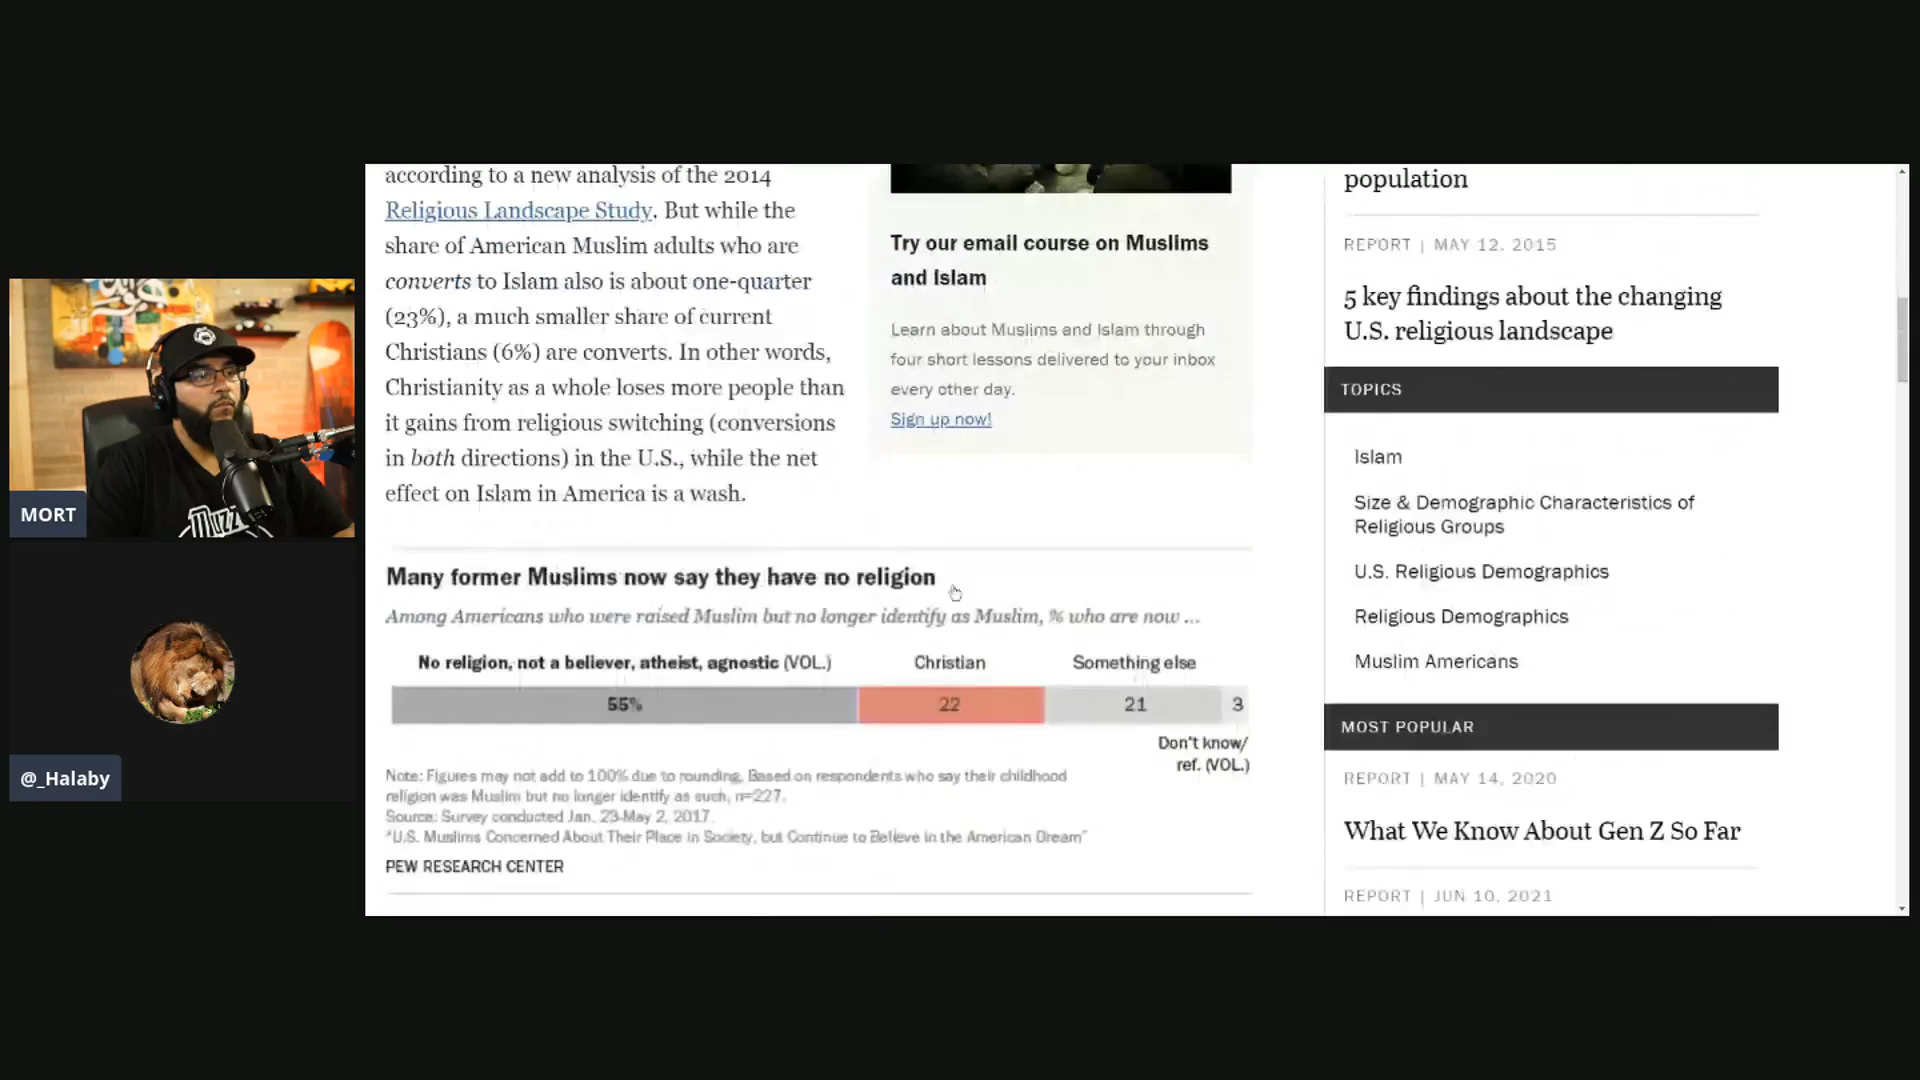 according to a new analysis of the 2014
Religious Landscape Study. But while the
share of American Muslim adults who are
converts to Islam also is about one-quarter
(23%), a much smaller share of current
Christians (6%) are converts. In other words,
Christianity as a whole loses more people than
it gains from religious switching (conversions
in both directions) in the U.S., while the net
effect on Islam in America is a wash.
Try our email course on Muslims
and Islam
Learn about Muslims and Islam through
four short lessons delivered to your inbox
every other day.
Sign up now!
Many former Muslims now say they have no religion
Among Americans who were raised Muslim but no longer identify as Muslim, % who are now ...
No religion, not a believer, atheist, agnostic (VOL.)
Christian
Something else
55%
22
21
3
Don't know/
ref. (VOL.)
Note: Figures may not add to 100% due to rounding. Based on respondents who say their childhood
religion was Muslim but no longer identify as such, n=227.
Source: Survey conducted Jan. 23-May 2, 2017.
"U.S. Muslims Concerned About Their Place in Society, but Continue to Believe in the American Dream"
PEW RESEARCH CENTER
population
REPORT | MAY 12, 2015
5 key findings about the changing
U.S. religious landscape
TOPICS
Islam
Size & Demographic Characteristics of
Religious Groups
U.S. Religious Demographics
Religious Demographics
Muslim Americans
MOST POPULAR
REPORT | MAY 14, 2020
What We Know About Gen Z So Far
REPORT | JUN 10, 2021
MORT
@_Halaby